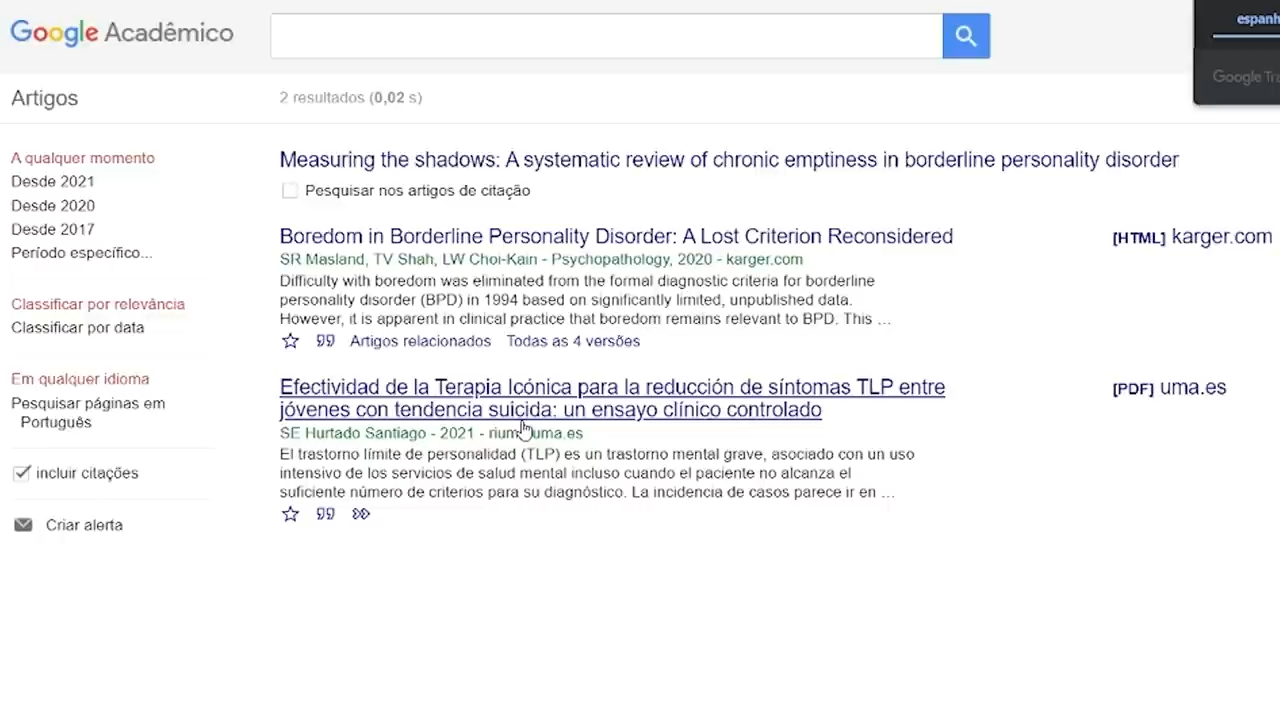 Google Acadêmico
Artigos
2 resultados (0,02 s)
A qualquer momento
Desde 2021
Desde 2020
Desde 2017
Período específico...
Classificar por relevância
Classificar por data
Em qualquer idioma
Pesquisar páginas em
Português
incluir citações
Criar alerta
Measuring the shadows: A systematic review of chronic emptiness in borderline personality disorder
Pesquisar nos artigos de citação
Boredom in Borderline Personality Disorder: A Lost Criterion Reconsidered
[HTML] karger.com
SR Masland, TV Shah, LW Choi-Kain - Psychopathology, 2020 - karger.com
Difficulty with boredom was eliminated from the formal diagnostic criteria for borderline
personality disorder (BPD) in 1994 based on significantly limited, unpublished data.
However, it is apparent in clinical practice that boredom remains relevant to BPD. This ...
Artigos relacionados Todas as 4 versões
Efectividad de la Terapia Icónica para la reducción de síntomas TLP entre
jóvenes con tendencia suicida: un ensayo clínico controlado
[PDF] uma.es
SE Hurtado Santiago - 2021 - uma.es
El trastorno límite de personalidad (TLP) es un trastorno mental grave, asociado con un uso
intensivo de los servicios de salud mental incluso cuando el paciente no alcanza el
suficiente número de criterios para su diagnóstico. La incidencia de casos parece ir en ...
Google